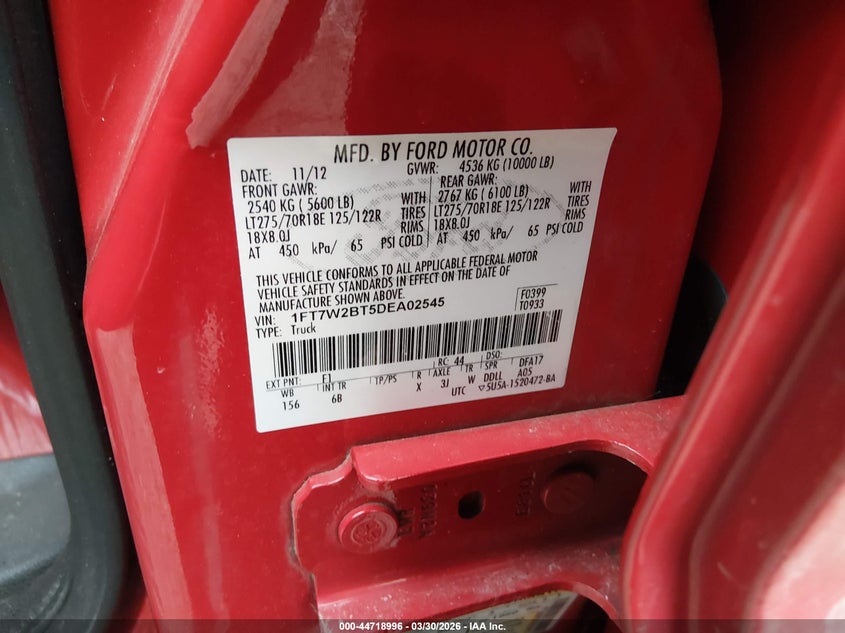 MFD. BY FORD MOTOR CO.
DATE: 11/12 GVWR: 4536 KG (10000 LB)
FRONT GAWR: REAR GAWR:
2540 KG ( 5600 LB) WITH 2767 KG ( 6100 LB) WITH
LT275/70R18E 125/122R TIRES LT275/70R18E 125/122R TIRES
18X8.0J RIMS 18X8.0J RIMS
AT 450 kPa/ 65 PSI COLD AT 450 kPa/ 65 PSI COLD
THIS VEHICLE CONFORMS TO ALL APPLICABLE FEDERAL MOTOR
VEHICLE SAFETY STANDARDS IN EFFECT ON THE DATE OF
MANUFACTURE SHOWN ABOVE.
VIN: 1FT7W2BT5DEA02545 F0399
TYPE: Truck T0933
EXT PNT: F1 RC: 44 DSO:
WB INT TR TP/PS R AXLE TR SPR DFA17
156 6B X 3J W DDLL A05
UTC ▽5U5A-1520472-BA
000-44718996 - 03/30/2026 - IAA Inc.